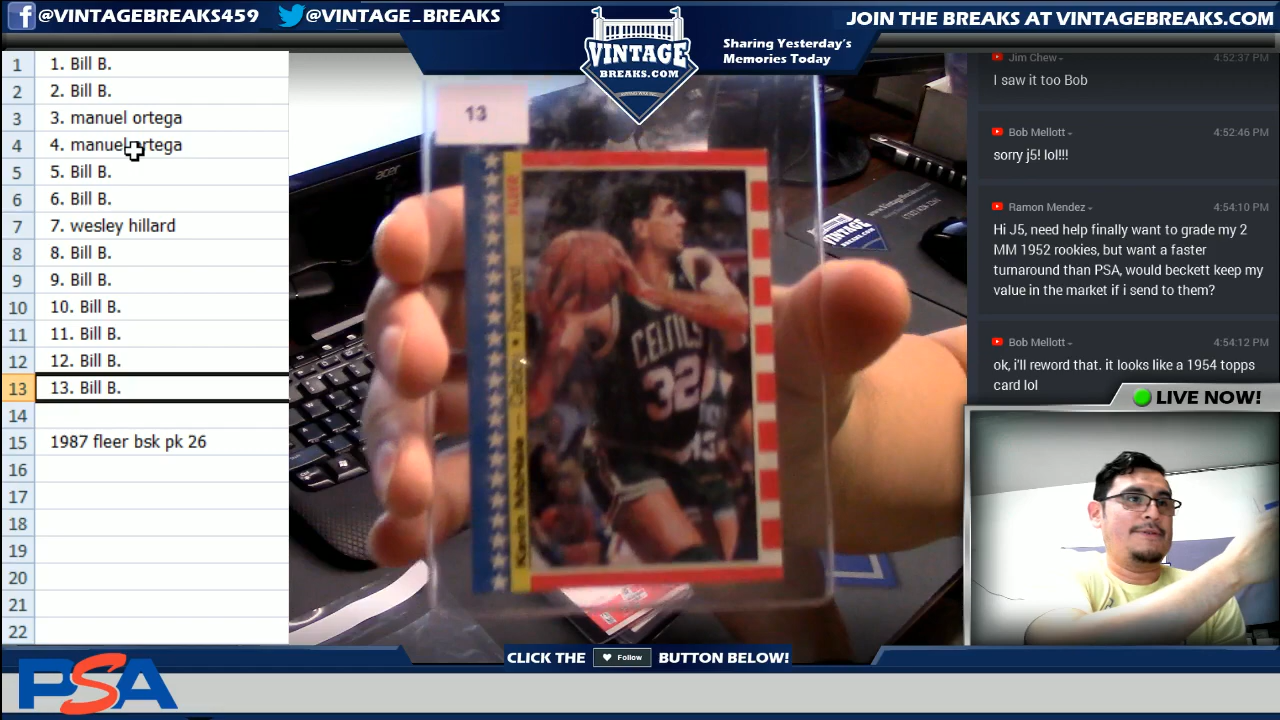 @VINTAGEBREAKS459
@VINTAGE_BREAKS
VINTAGE
BREAKS.COM
Sharing Yesterday's
Memories Today
JOIN THE BREAKS AT VINTAGEBREAKS.COM
1 1. Bill B.
2 2. Bill B.
3 3. manuel ortega
4 4. manuel ortega
5 5. Bill B.
6 6. Bill B.
7 7. wesley hillard
8 8. Bill B.
9 9. Bill B.
10 10. Bill B.
11 11. Bill B.
12 12. Bill B.
13 13. Bill B.
14
15 1987 fleer bsk pk 26
16
17
18
19
20
21
22
13
acer
FLEER
Kevin McHale — Celtics • Forward
CELTICS
32
Jim Chew 4:52:37 PM
I saw it too Bob
Bob Mellott 4:52:46 PM
sorry j5! lol!!!
Ramon Mendez 4:54:10 PM
Hi J5, need help finally want to grade my 2
MM 1952 rookies, but want a faster
turnaround than PSA, would beckett keep my
value in the market if i send to them?
Bob Mellott 4:54:12 PM
ok, i'll reword that. it looks like a 1954 topps
card lol
LIVE NOW!
CLICK THE Follow BUTTON BELOW!
PSA